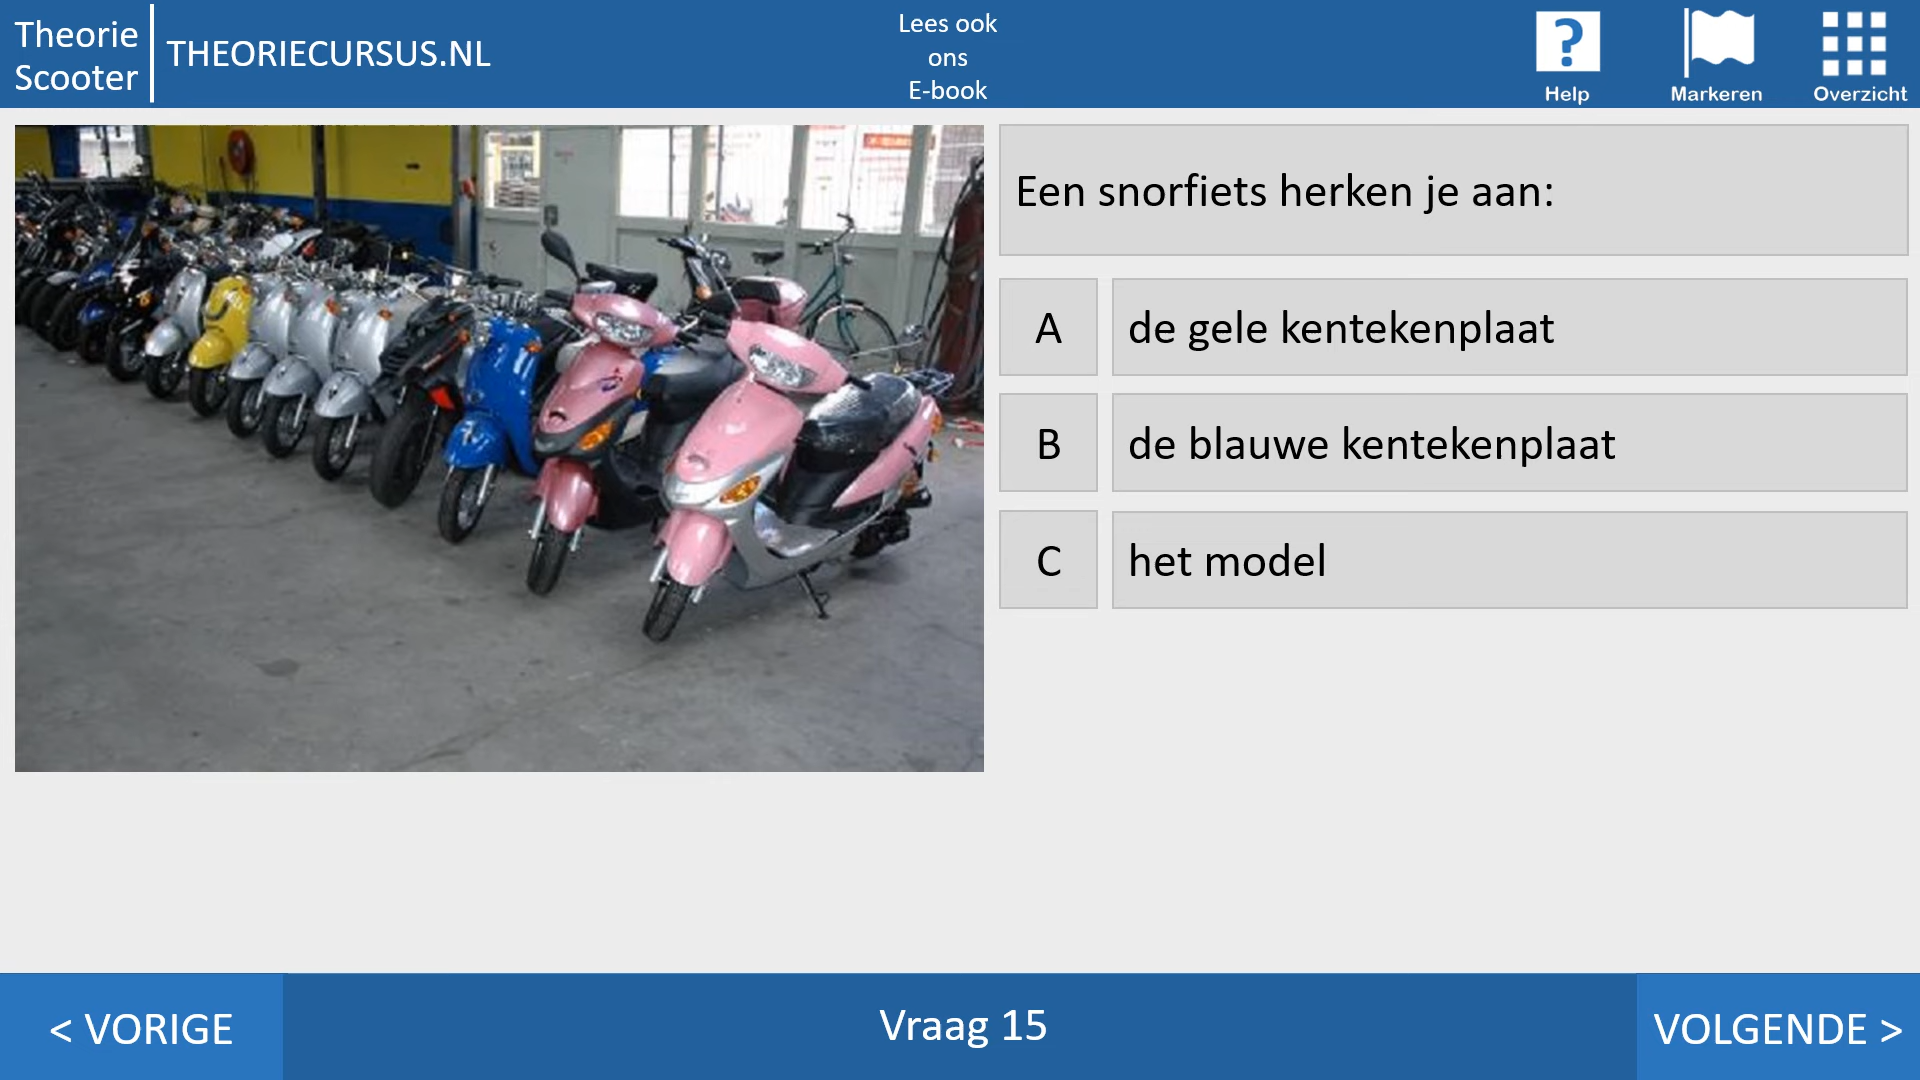 Theorie
Scooter
THEORIECURSUS.NL
Lees ook
ons
E-book
?
Help
Markeren
Overzicht
Een snorfiets herken je aan:
A
de gele kentekenplaat
B
de blauwe kentekenplaat
C
het model
< VORIGE
Vraag 15
VOLGENDE >